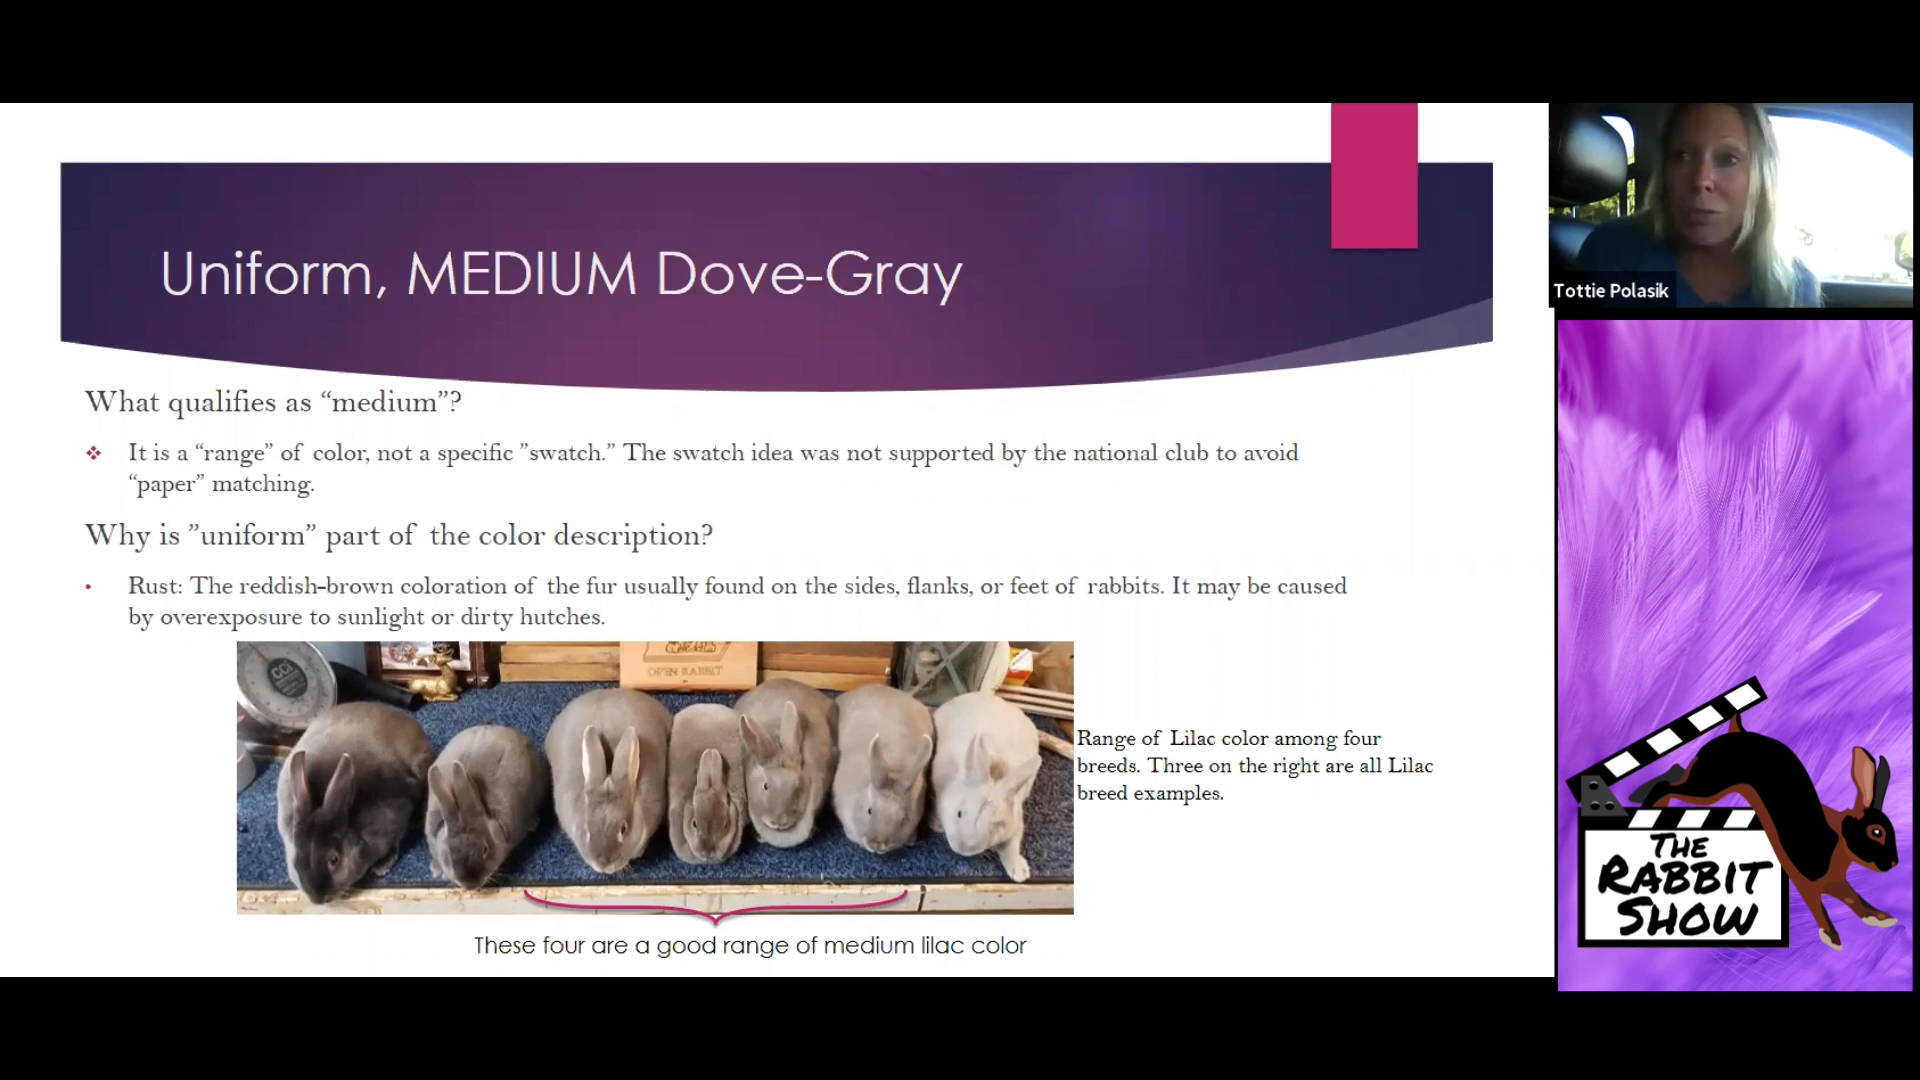 Uniform, MEDIUM Dove-Gray
What qualifies as “medium”?
It is a “range” of color, not a specific ”swatch.” The swatch idea was not supported by the national club to avoid
“paper” matching.
Why is ”uniform” part of the color description?
Rust: The reddish-brown coloration of the fur usually found on the sides, flanks, or feet of rabbits. It may be caused
by overexposure to sunlight or dirty hutches.
CCI
OPEN RABBIT
Range of Lilac color among four
breeds. Three on the right are all Lilac
breed examples.
These four are a good range of medium lilac color
Tottie Polasik
THE
RABBIT
SHOW